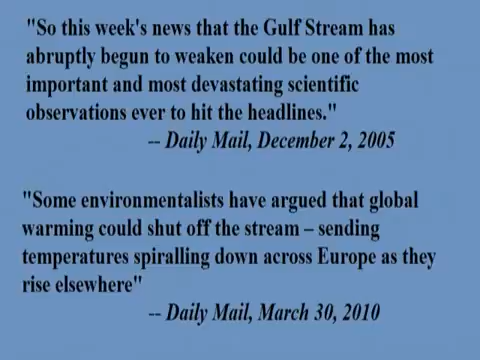 "So this week's news that the Gulf Stream has
abruptly begun to weaken could be one of the most
important and most devastating scientific
observations ever to hit the headlines."
-- Daily Mail, December 2, 2005
"Some environmentalists have argued that global
warming could shut off the stream – sending
temperatures spiralling down across Europe as they
rise elsewhere"
-- Daily Mail, March 30, 2010